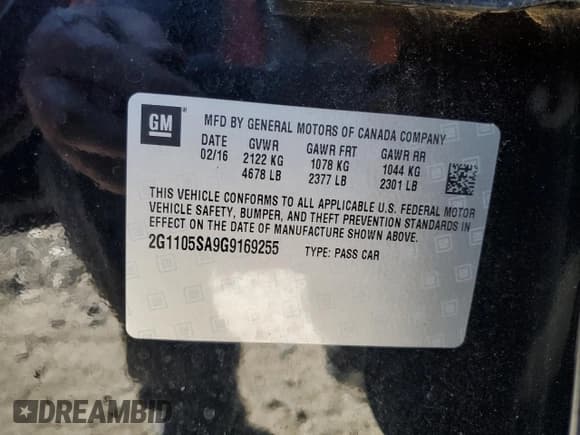 GM ®
MFD BY GENERAL MOTORS OF CANADA COMPANY
DATE GVWR GAWR FRT GAWR RR
02/16 2122 KG 1078 KG 1044 KG
4678 LB 2377 LB 2301 LB
THIS VEHICLE CONFORMS TO ALL APPLICABLE U.S. FEDERAL MOTOR
VEHICLE SAFETY, BUMPER, AND THEFT PREVENTION STANDARDS IN
EFFECT ON THE DATE OF MANUFACTURE SHOWN ABOVE.
2G1105SA9G9169255 TYPE: PASS CAR
DREAMBID